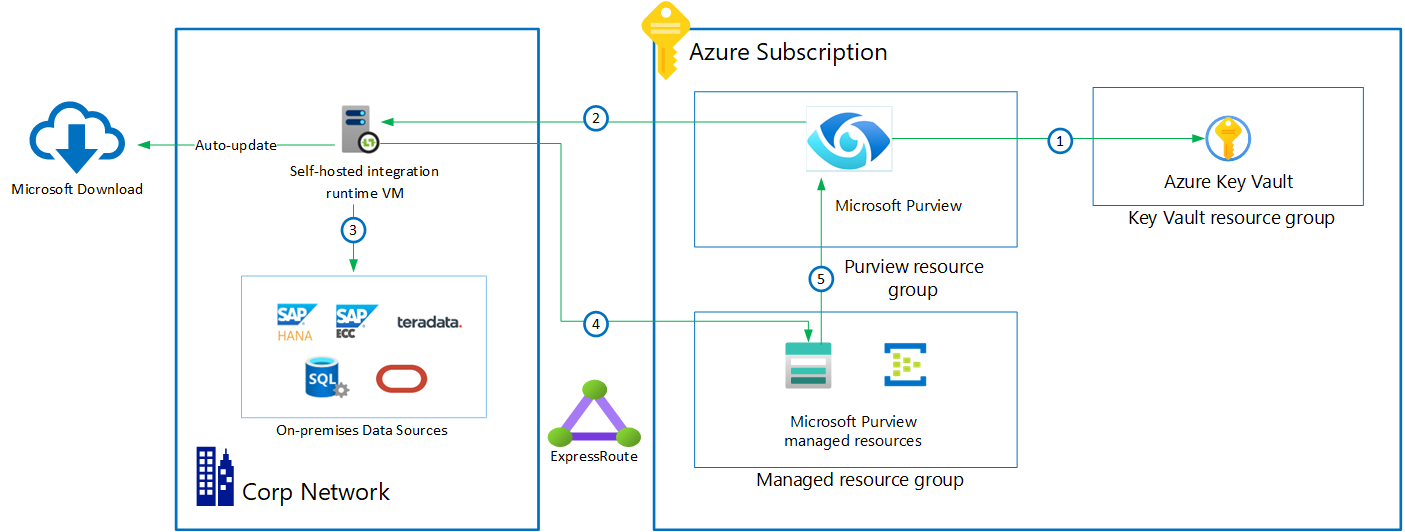 Azure Subscription
2
1
Auto-update
Microsoft Download
Self-hosted integration
runtime VM
3
Microsoft Purview
Azure Key Vault
Key Vault resource group
Purview resource
group
5
4
SAP
HANA
SAP
ECC
teradata.
SQL
On-premises Data Sources
ExpressRoute
Microsoft Purview
managed resources
Managed resource group
Corp Network